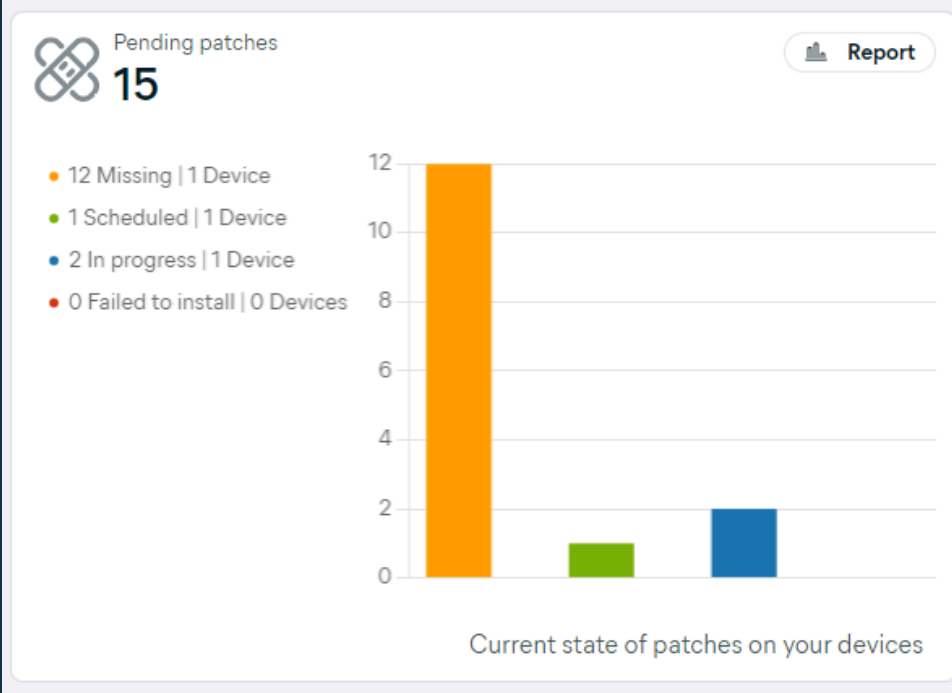 Pending patches
15
Report
12 Missing | 1 Device
1 Scheduled | 1 Device
2 In progress | 1 Device
0 Failed to install | 0 Devices
12
10
8
6
4
2
0
Current state of patches on your devices